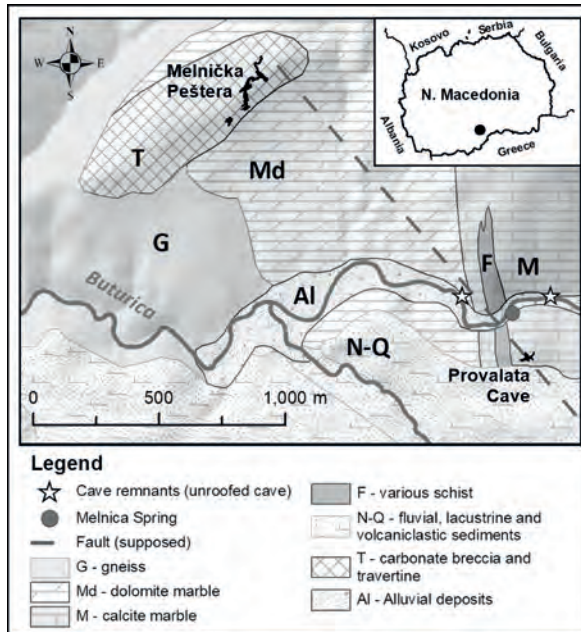 N
W E
S
Melnička
Peštera
T
Md
G
F
M
Al
Buturica
N-Q
Provalata
Cave
0 500 1,000 m
Kosovo
Serbia
Bulgaria
N. Macedonia
Albania
Greece
Legend
Cave remnants (unroofed cave)
Melnica Spring
Fault (supposed)
G - gneiss
Md - dolomite marble
M - calcite marble
F - various schist
N-Q - fluvial, lacustrine and
volcaniclastic sediments
T - carbonate breccia and
travertine
Al - Alluvial deposits